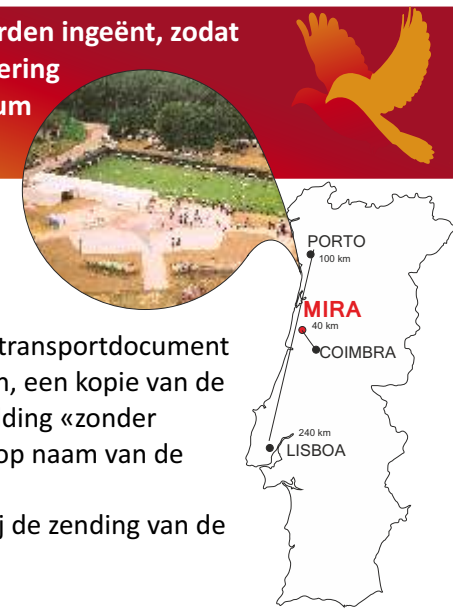 rden ingeënt, zodat
ering
um
PORTO
100 km
MIRA
40 km
COIMBRA
240 km
LISBOA
transportdocument
n, een kopie van de
ding «zonder
op naam van de
j de zending van de